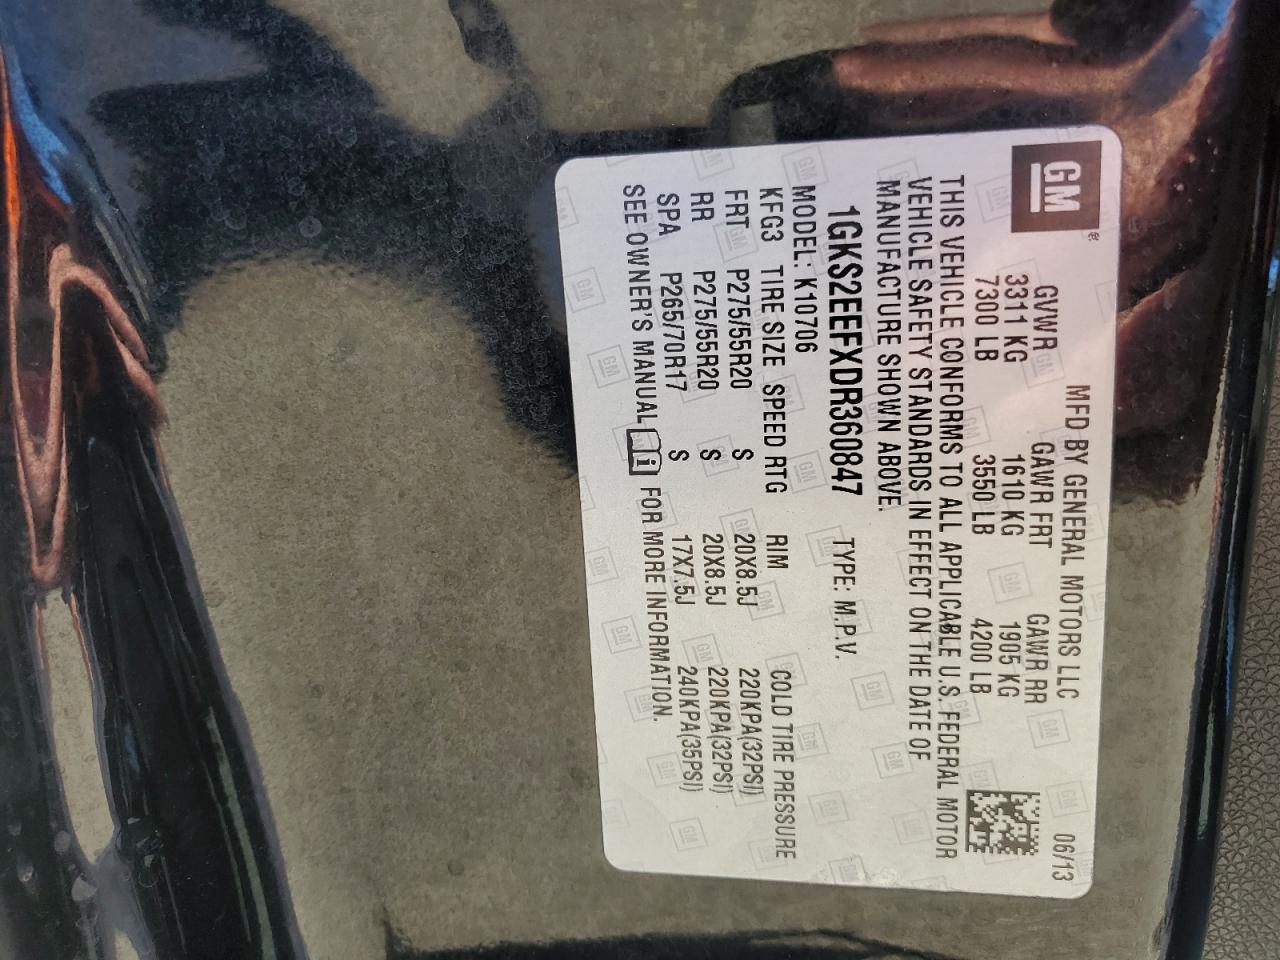 GM®
MFD BY GENERAL MOTORS LLC 06/13
GVWR GAWR FRT GAWR RR
3311 KG 1610 KG 1905 KG
7300 LB 3550 LB 4200 LB
THIS VEHICLE CONFORMS TO ALL APPLICABLE U.S. FEDERAL MOTOR
VEHICLE SAFETY STANDARDS IN EFFECT ON THE DATE OF
MANUFACTURE SHOWN ABOVE.
1GKS2EEFXDR360847 TYPE: M.P.V.
MODEL: K10706
KFG3 TIRE SIZE SPEED RTG RIM COLD TIRE PRESSURE
FRT P275/55R20 S 20X8.5J 220KPA(32PSI)
RR P275/55R20 S 20X8.5J 220KPA(32PSI)
SPA P265/70R17 S 17X7.5J 240KPA(35PSI)
SEE OWNER'S MANUAL i FOR MORE INFORMATION.